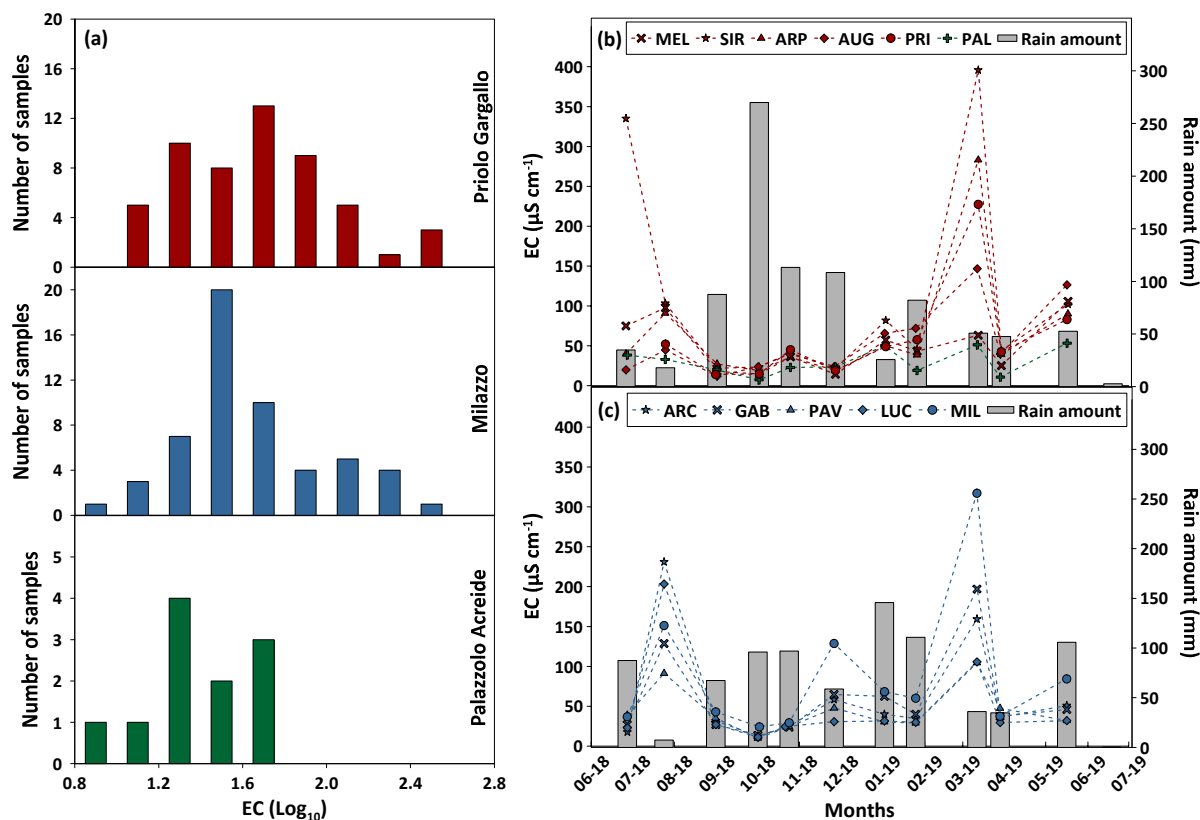 (a)
20
16
12
8
4
0
Number of samples
Priolo Gargallo
20
16
12
8
4
0
Number of samples
Milazzo
5
4
3
2
1
0
Number of samples
Palazzolo Acreide
0.8 1.2 1.6 2.0 2.4 2.8
EC (Log10)
(b)
MEL SIR ARP AUG PRI PAL Rain amount
400
350
300
250
200
150
100
50
0
EC (µS cm-1)
300
250
200
150
100
50
0
Rain amount (mm)
(c)
ARC GAB PAV LUC MIL Rain amount
400
350
300
250
200
150
100
50
0
EC (µS cm-1)
300
250
200
150
100
50
0
Rain amount (mm)
06-18 07-18 08-18 09-18 10-18 11-18 12-18 01-19 02-19 03-19 04-19 05-19 06-19 07-19
Months